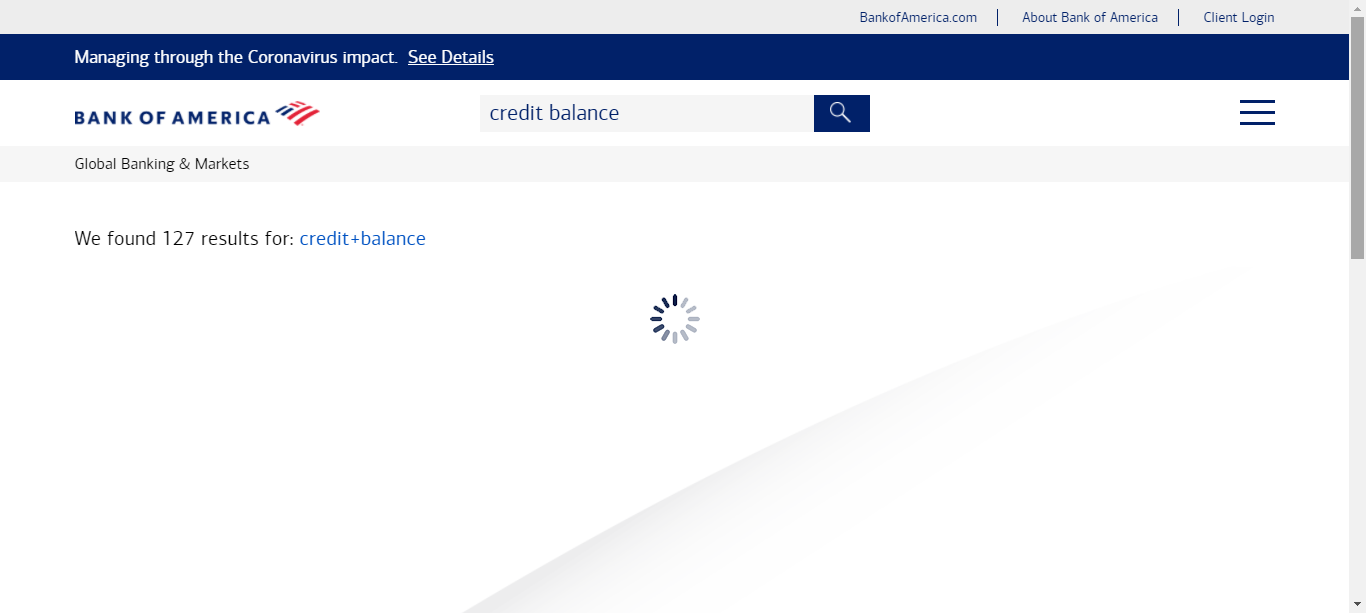 BankofAmerica.com | About Bank of America | Client Login
Managing through the Coronavirus impact. See Details
BANK OF AMERICA
credit balance
Global Banking & Markets
We found 127 results for: credit+balance